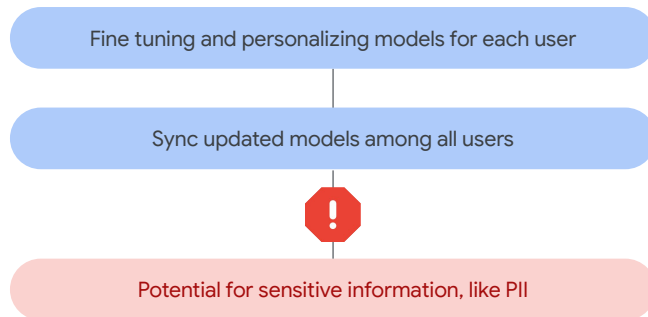 Fine tuning and personalizing models for each user
Sync updated models among all users
!
Potential for sensitive information, like PII